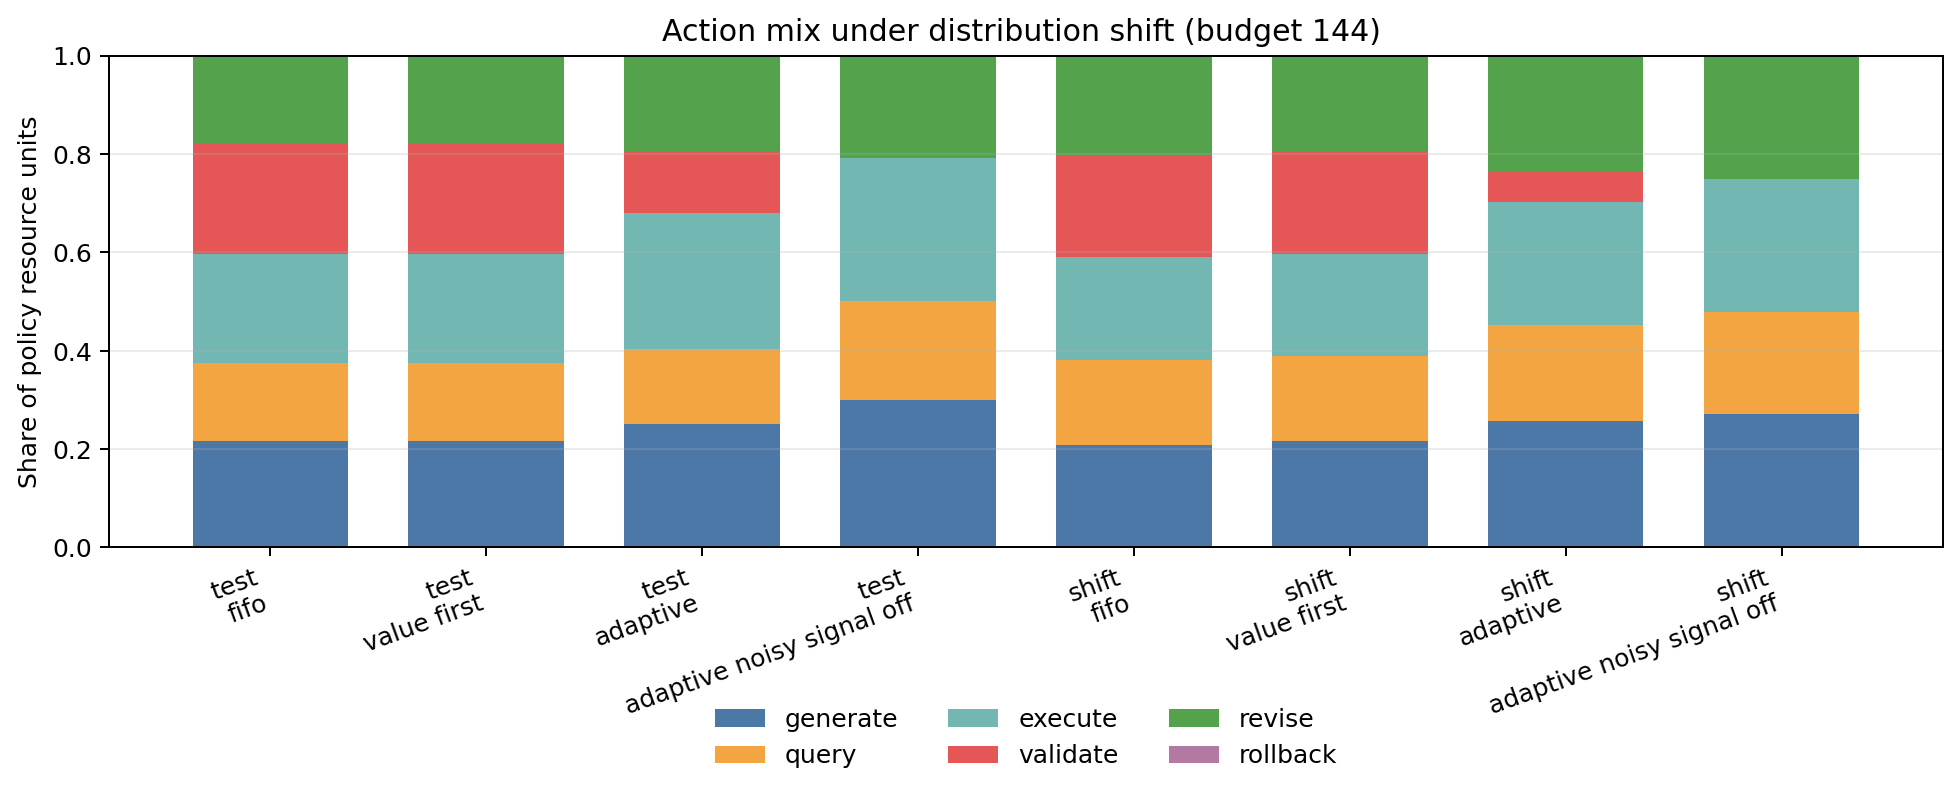 Action mix under distribution shift (budget 144)
Share of policy resource units
1.0
0.8
0.6
0.4
0.2
0.0
test
fifo
test
value first
test
adaptive
test
adaptive noisy signal off
shift
fifo
shift
value first
shift
adaptive
shift
adaptive noisy signal off
generate
query
execute
validate
revise
rollback